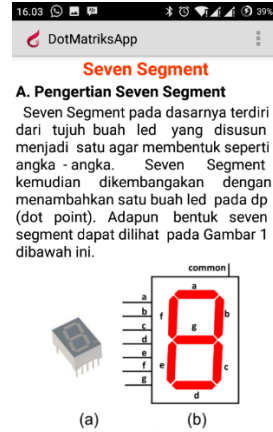 16.03 39%
DotMatriksApp
Seven Segment
A. Pengertian Seven Segment
Seven Segment pada dasarnya terdiri
dari tujuh buah led yang disusun
menjadi satu agar membentuk seperti
angka - angka. Seven Segment
kemudian dikembangakan dengan
menambahkan satu buah led pada dp
(dot point). Adapun bentuk seven
segment dapat dilihat pada Gambar 1
dibawah ini.
common
a
a
b
f
b
c
g
d
e
e
c
f
g
d
(a) (b)